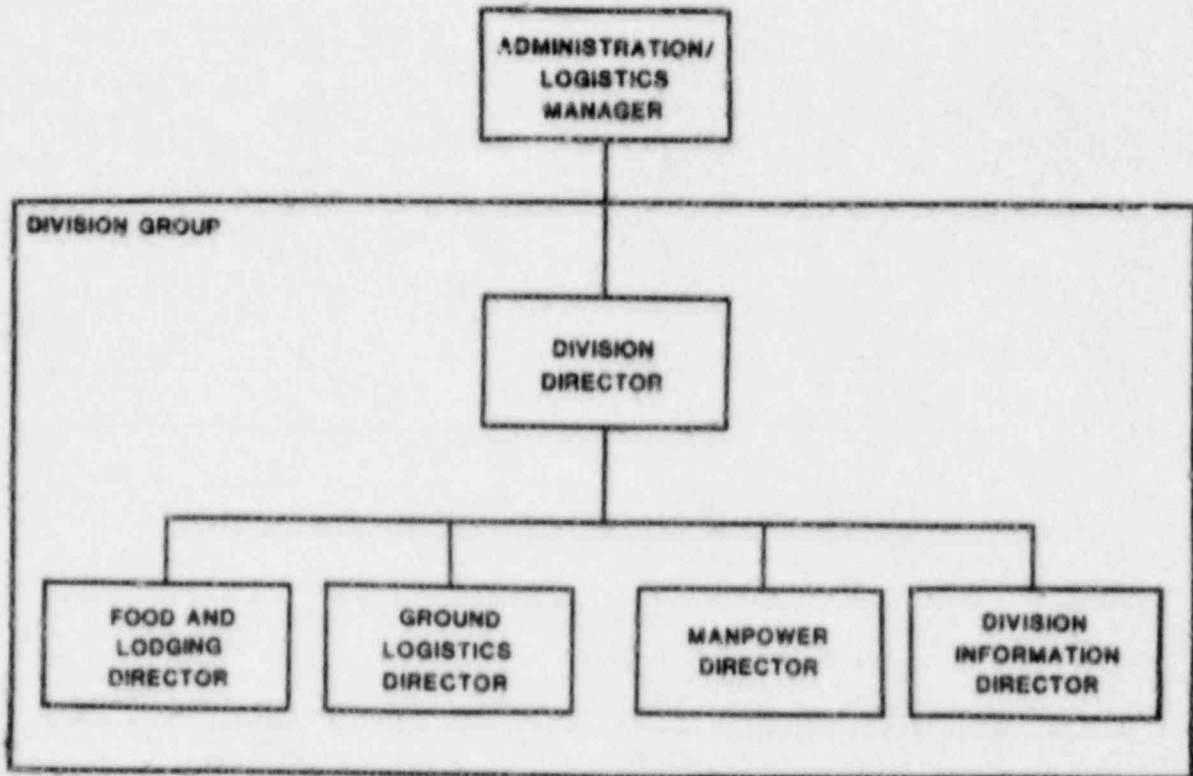 ADMINISTRATION/
LOGISTICS
MANAGER
DIVISION GROUP
DIVISION
DIRECTOR
FOOD AND
LODGING
DIRECTOR
GROUND
LOGISTICS
DIRECTOR
MANPOWER
DIRECTOR
DIVISION
INFORMATION
DIRECTOR